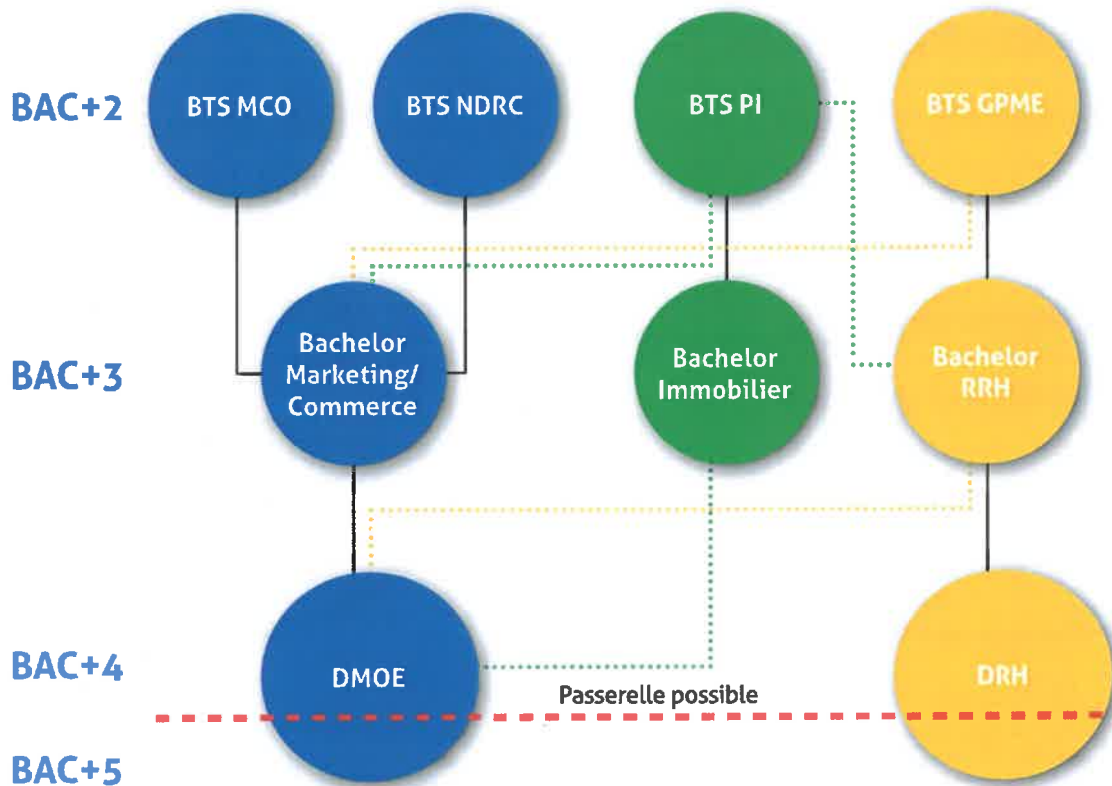 BAC+2
BTS MCO
BTS NDRC
BTS PI
BTS GPME
BAC+3
Bachelor
Marketing/
Commerce
Bachelor
Immobilier
Bachelor
RRH
BAC+4
DMOE
Passerelle possible
DRH
BAC+5